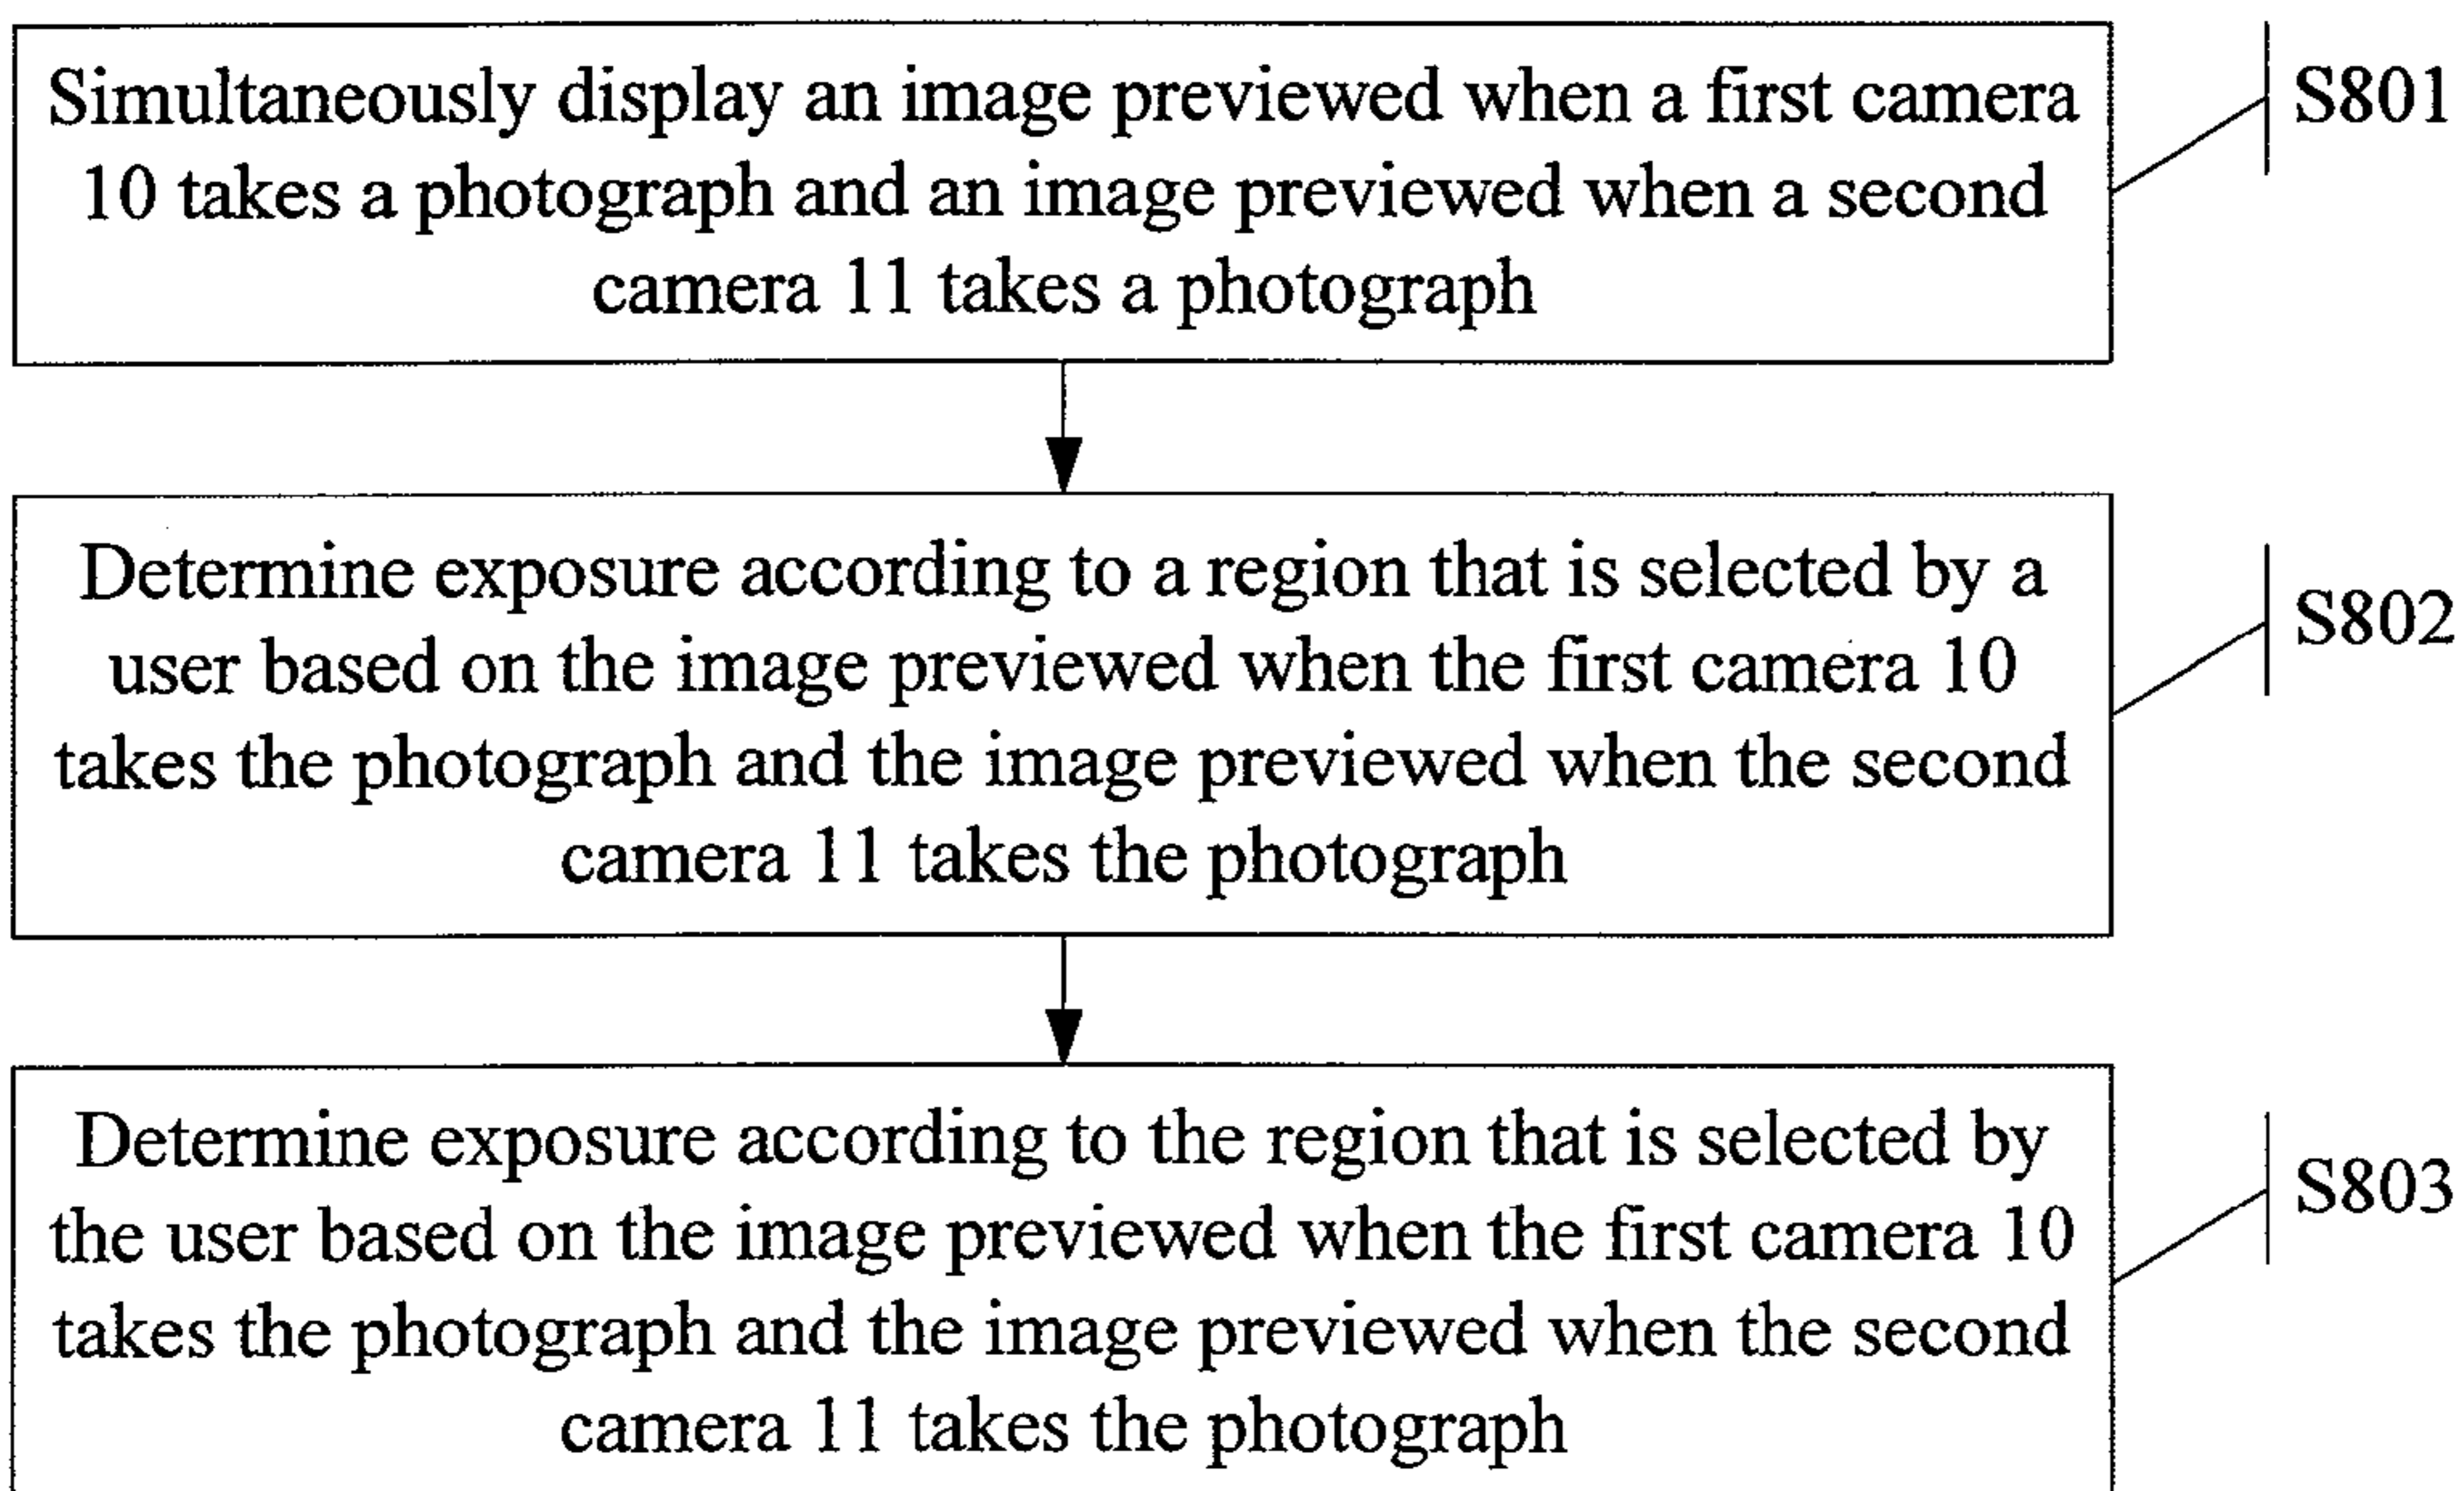 Simultaneously display an image previewed when a first camera
10 takes a photograph and an image previewed when a second
camera 11 takes a photograph
S801
Determine exposure according to a region that is selected by a
user based on the image previewed when the first camera 10
takes the photograph and the image previewed when the second
camera 11 takes the photograph
S802
Determine exposure according to the region that is selected by
the user based on the image previewed when the first camera 10
takes the photograph and the image previewed when the second
camera 11 takes the photograph
S803